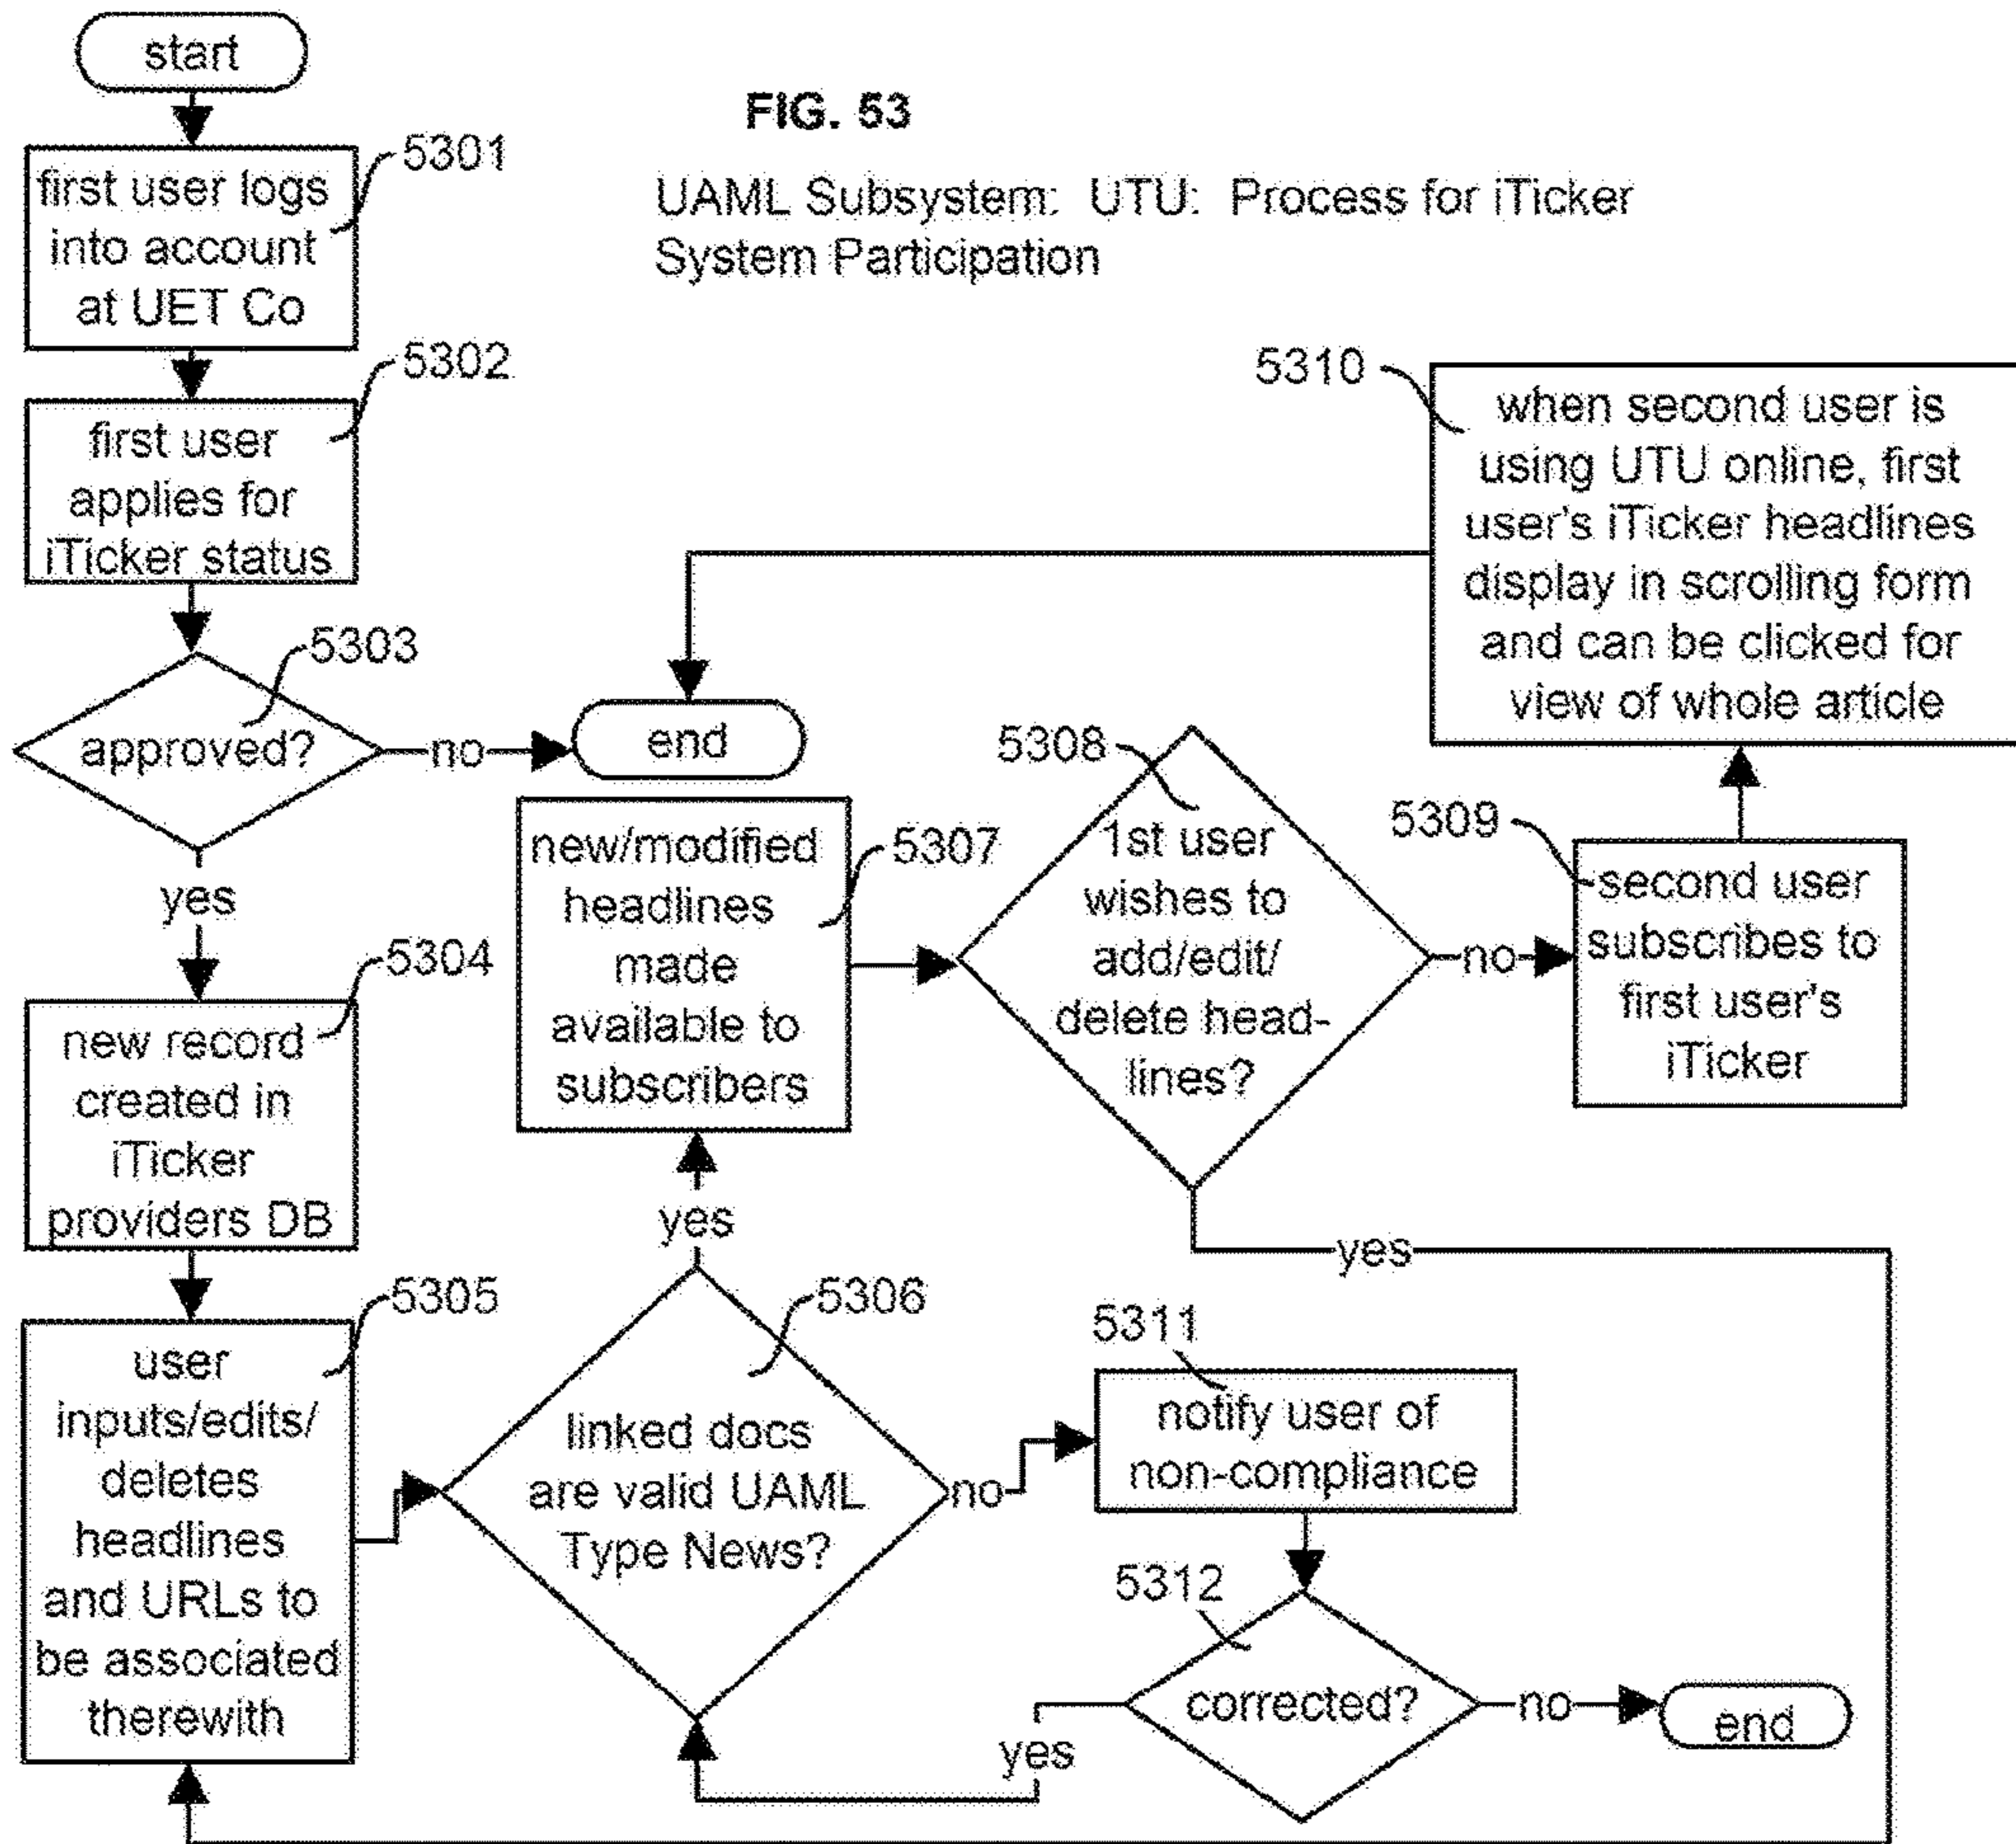 start
FIG. 53
UAML Subsystem: UTU: Process for iTicker
System Participation
5301
first user logs
into account
at UET Co
5302
first user
applies for
iTicker status
5303
approved?
no
end
yes
5304
new record
created in
iTicker
providers DB
5305
user
inputs/edits/
deletes
headlines
and URLs to
be associated
therewith
5306
linked docs
are valid UAML
Type News?
yes
no
5307
new/modified
headlines
made
available to
subscribers
5308
1st user
wishes to
add/edit/
delete head-
lines?
no
yes
5309
second user
subscribes to
first user's
iTicker
5310
when second user is
using UTU online, first
user's iTicker headlines
display in scrolling form
and can be clicked for
view of whole article
5311
notify user of
non-compliance
5312
corrected?
yes
no
end